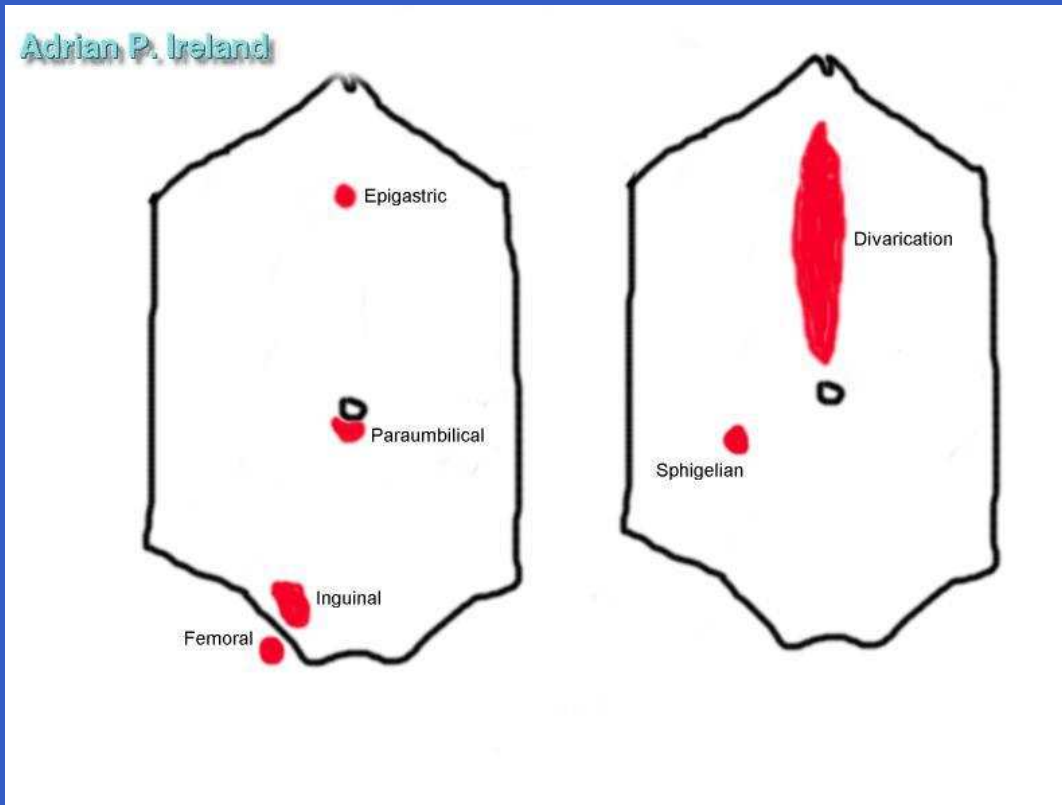 Adrian P. Ireland
Epigastric
Paraumbilical
Inguinal
Femoral
Divarication
Sphigelian